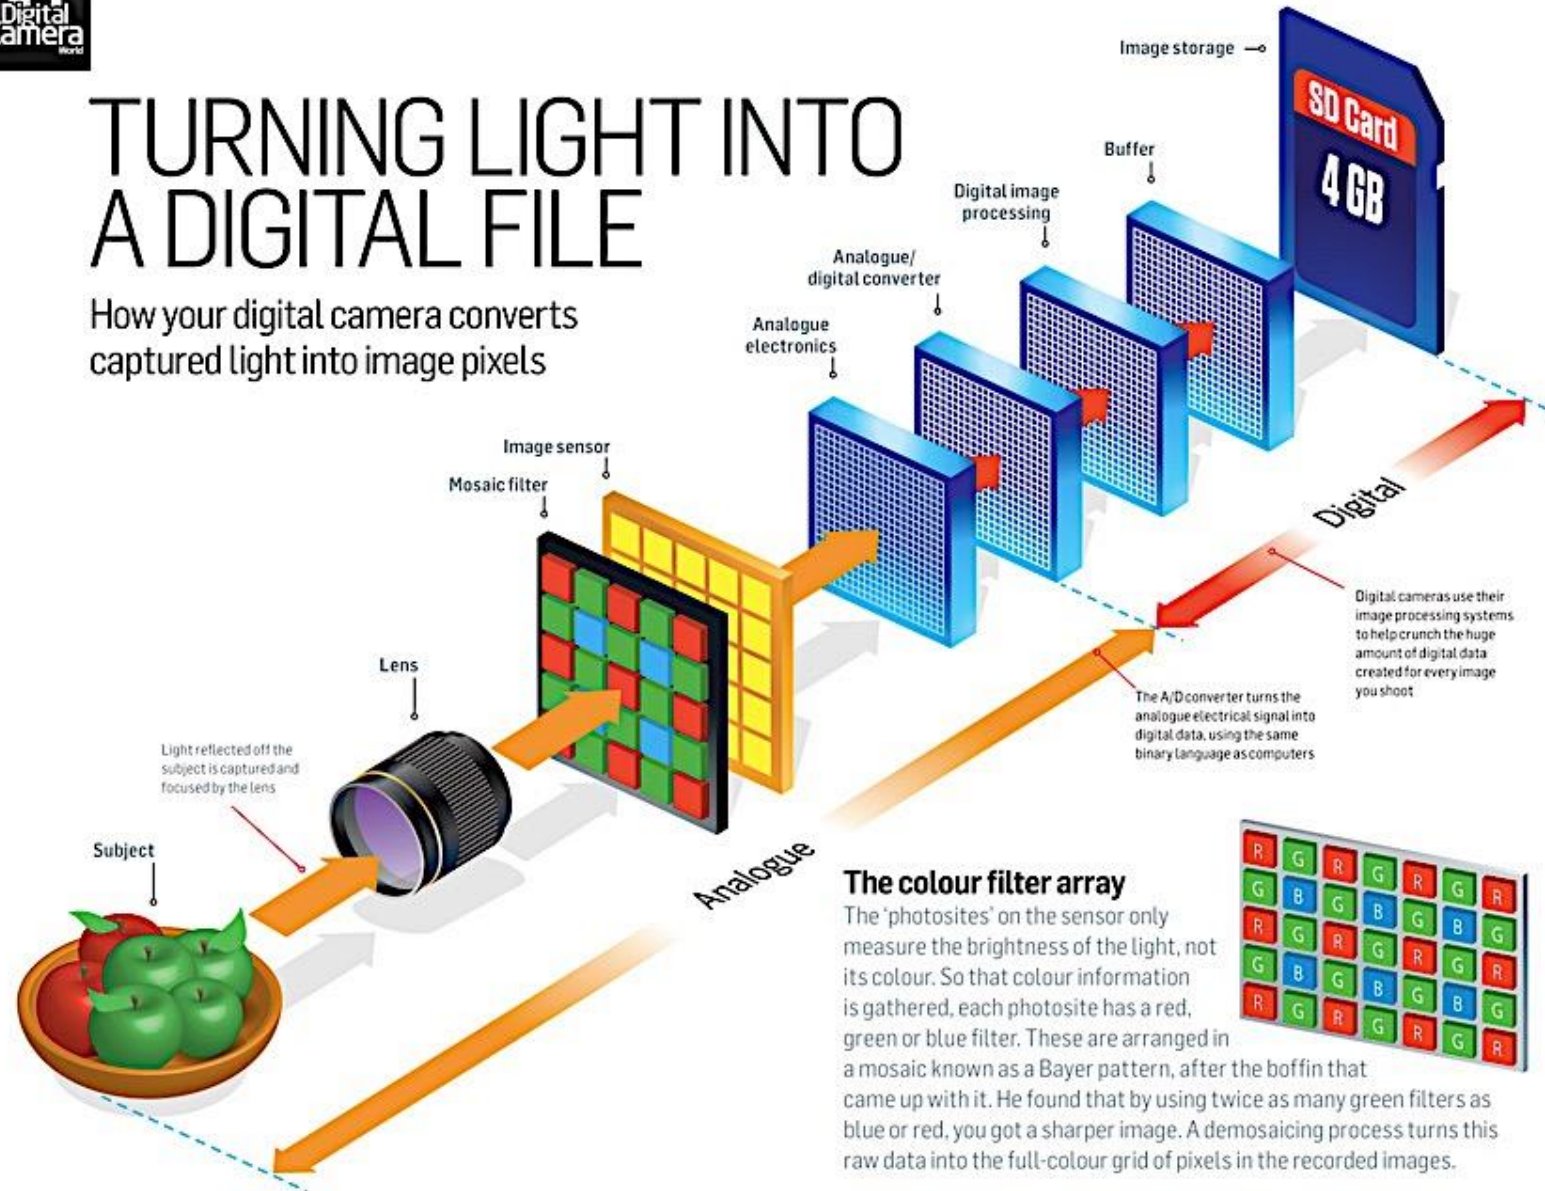 Digital
camera
World
TURNING LIGHT INTO
A DIGITAL FILE
How your digital camera converts
captured light into image pixels
Image storage
SD Card
4 GB
Buffer
Digital image
processing
Analogue/
digital converter
Analogue
electronics
Image sensor
Mosaic filter
Lens
Light reflected off the
subject is captured and
focused by the lens
Subject
Analogue
Digital
Digital cameras use their
image processing systems
to help crunch the huge
amount of digital data
created for every image
you shoot
The A/D converter turns the
analogue electrical signal into
digital data, using the same
binary language as computers
The colour filter array
The 'photosites' on the sensor only
measure the brightness of the light, not
its colour. So that colour information
is gathered, each photosite has a red,
green or blue filter. These are arranged in
a mosaic known as a Bayer pattern, after the boffin that
came up with it. He found that by using twice as many green filters as
blue or red, you got a sharper image. A demosaicing process turns this
raw data into the full-colour grid of pixels in the recorded images.
R G R G R G R
G B G B G B G
R G R G R G R
G B G B G B G
R G R G R G R